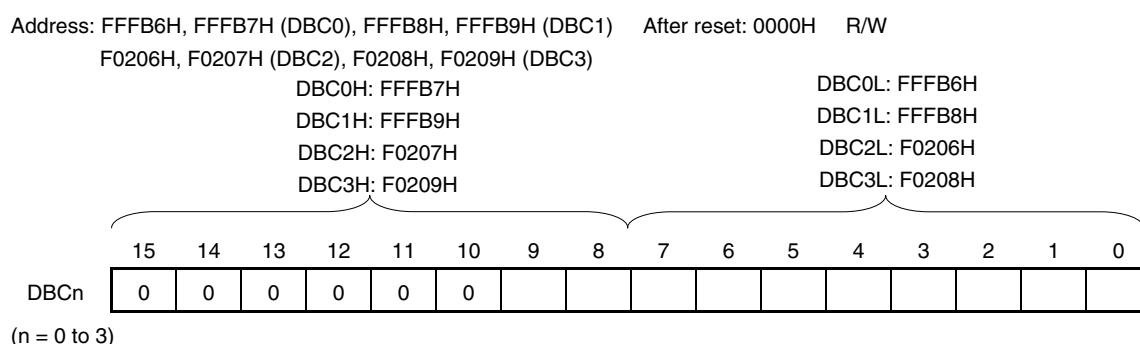 Address: FFFB6H, FFFB7H (DBC0), FFFB8H, FFFB9H (DBC1) After reset: 0000H R/W
F0206H, F0207H (DBC2), F0208H, F0209H (DBC3)
DBC0H: FFFB7H DBC0L: FFFB6H
DBC1H: FFFB9H DBC1L: FFFB8H
DBC2H: F0207H DBC2L: F0206H
DBC3H: F0209H DBC3L: F0208H
15 14 13 12 11 10 9 8 7 6 5 4 3 2 1 0
DBCn 0 0 0 0 0 0
(n = 0 to 3)